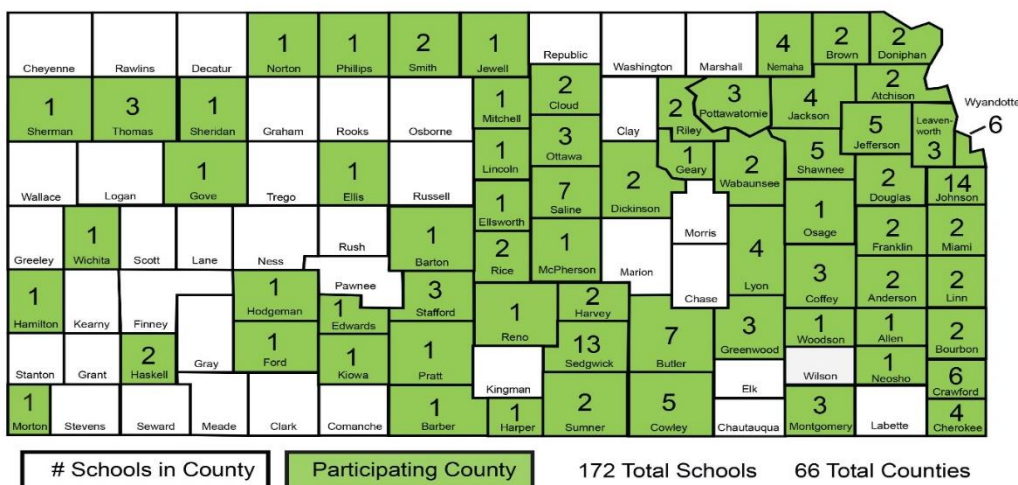 1 1 2 1
Cheyenne Rawlins Decatur Norton Phillips Smith Jewell Republic Washington Marshall
4 2 2
Nemaha Brown Doniphan
1 3 1
Sherman Thomas Sheridan Graham Rooks Osborne
1
Mitchell
2
Cloud
Clay
2
Riley
3
Pottawatomie
4
Jackson
2
Atchison
Wyandotte
6
5
Jefferson
Leaven-
worth
3
Wallace Logan
1
Gove
Trego
1
Ellis
Russell
1
Lincoln
3
Ottawa
2
Dickinson
1
Geary
2
Wabaunsee
5
Shawnee
2
Douglas
14
Johnson
1
Ellsworth
7
Saline
Morris
1
Osage
Greeley
1
Wichita
Scott Lane Ness
Rush
1
Barton
2
Rice
1
McPherson
Marion
Chase
4
Lyon
2
Franklin
2
Miami
1
Hamilton
Kearny Finney
1
Hodgeman
Pawnee
1
Edwards
3
Stafford
1
Reno
2
Harvey
3
Coffey
2
Anderson
2
Linn
Stanton Grant
2
Haskell
Gray
1
Ford
1
Kiowa
1
Pratt
Kingman
13
Sedgwick
7
Butler
3
Greenwood
1
Woodson
1
Allen
2
Bourbon
Elk
Wilson
1
Neosho
6
Crawford
1
Morton
Stevens Seward Meade Clark Comanche
1
Barber
1
Harper
2
Sumner
5
Cowley
Chautauqua
3
Montgomery
Labette
4
Cherokee
# Schools in County Participating County 172 Total Schools 66 Total Counties